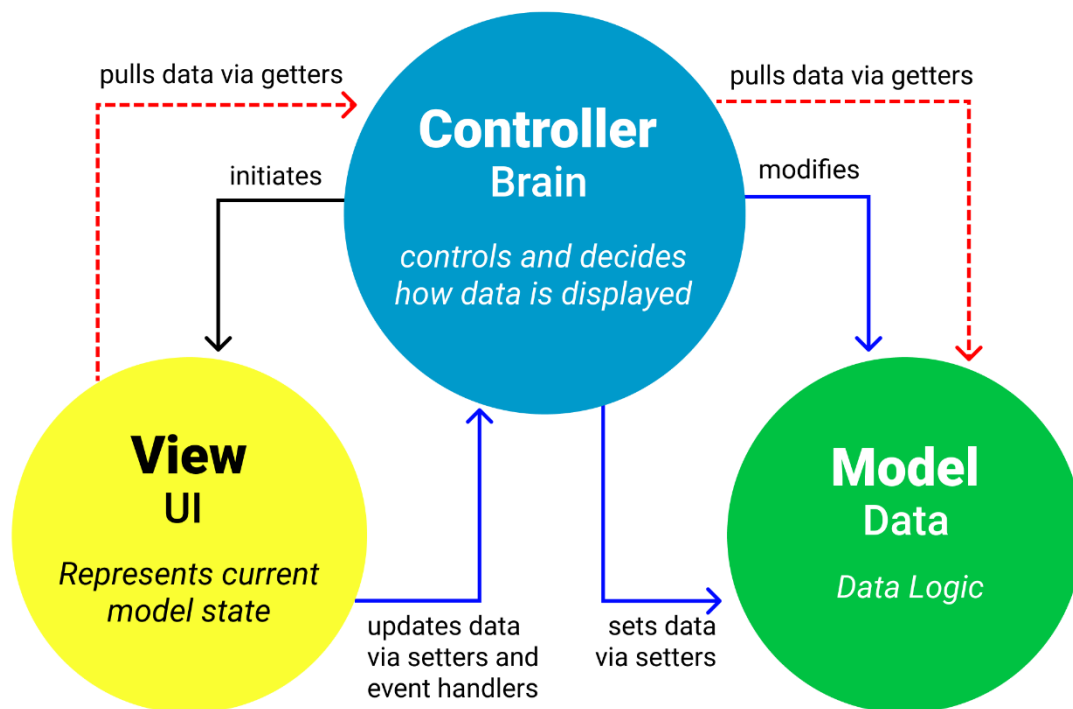 pulls data via getters
pulls data via getters
Controller
Brain
initiates
modifies
controls and decides
how data is displayed
View
UI
Represents current
model state
Model
Data
Data Logic
updates data
via setters and
event handlers
sets data
via setters